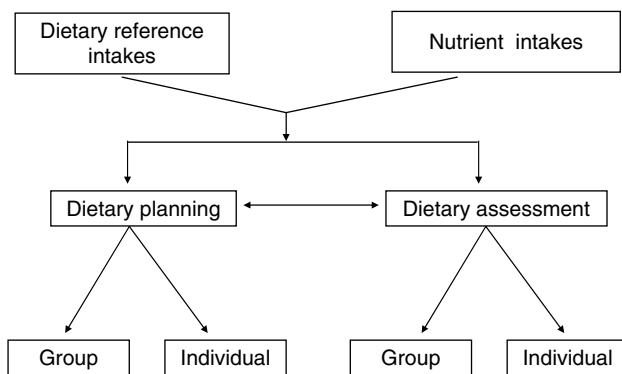 Dietary reference
intakes
Nutrient intakes
Dietary planning
Dietary assessment
Group
Individual
Group
Individual